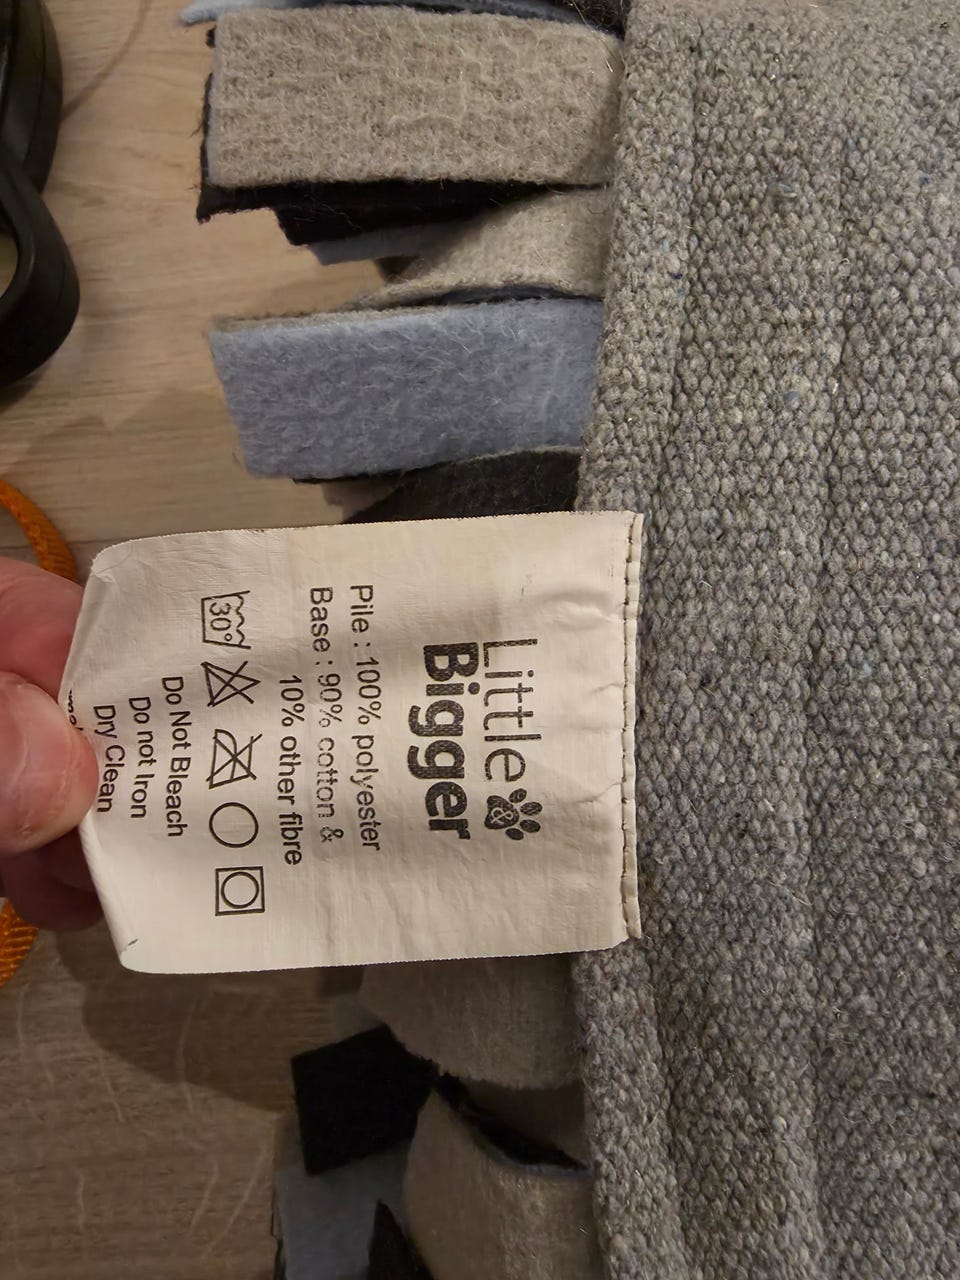 Little &
Bigger
Pile : 100% polyester
Base : 90% cotton &
10% other fibre
30°
Do Not Bleach
Do not Iron
Dry Clean